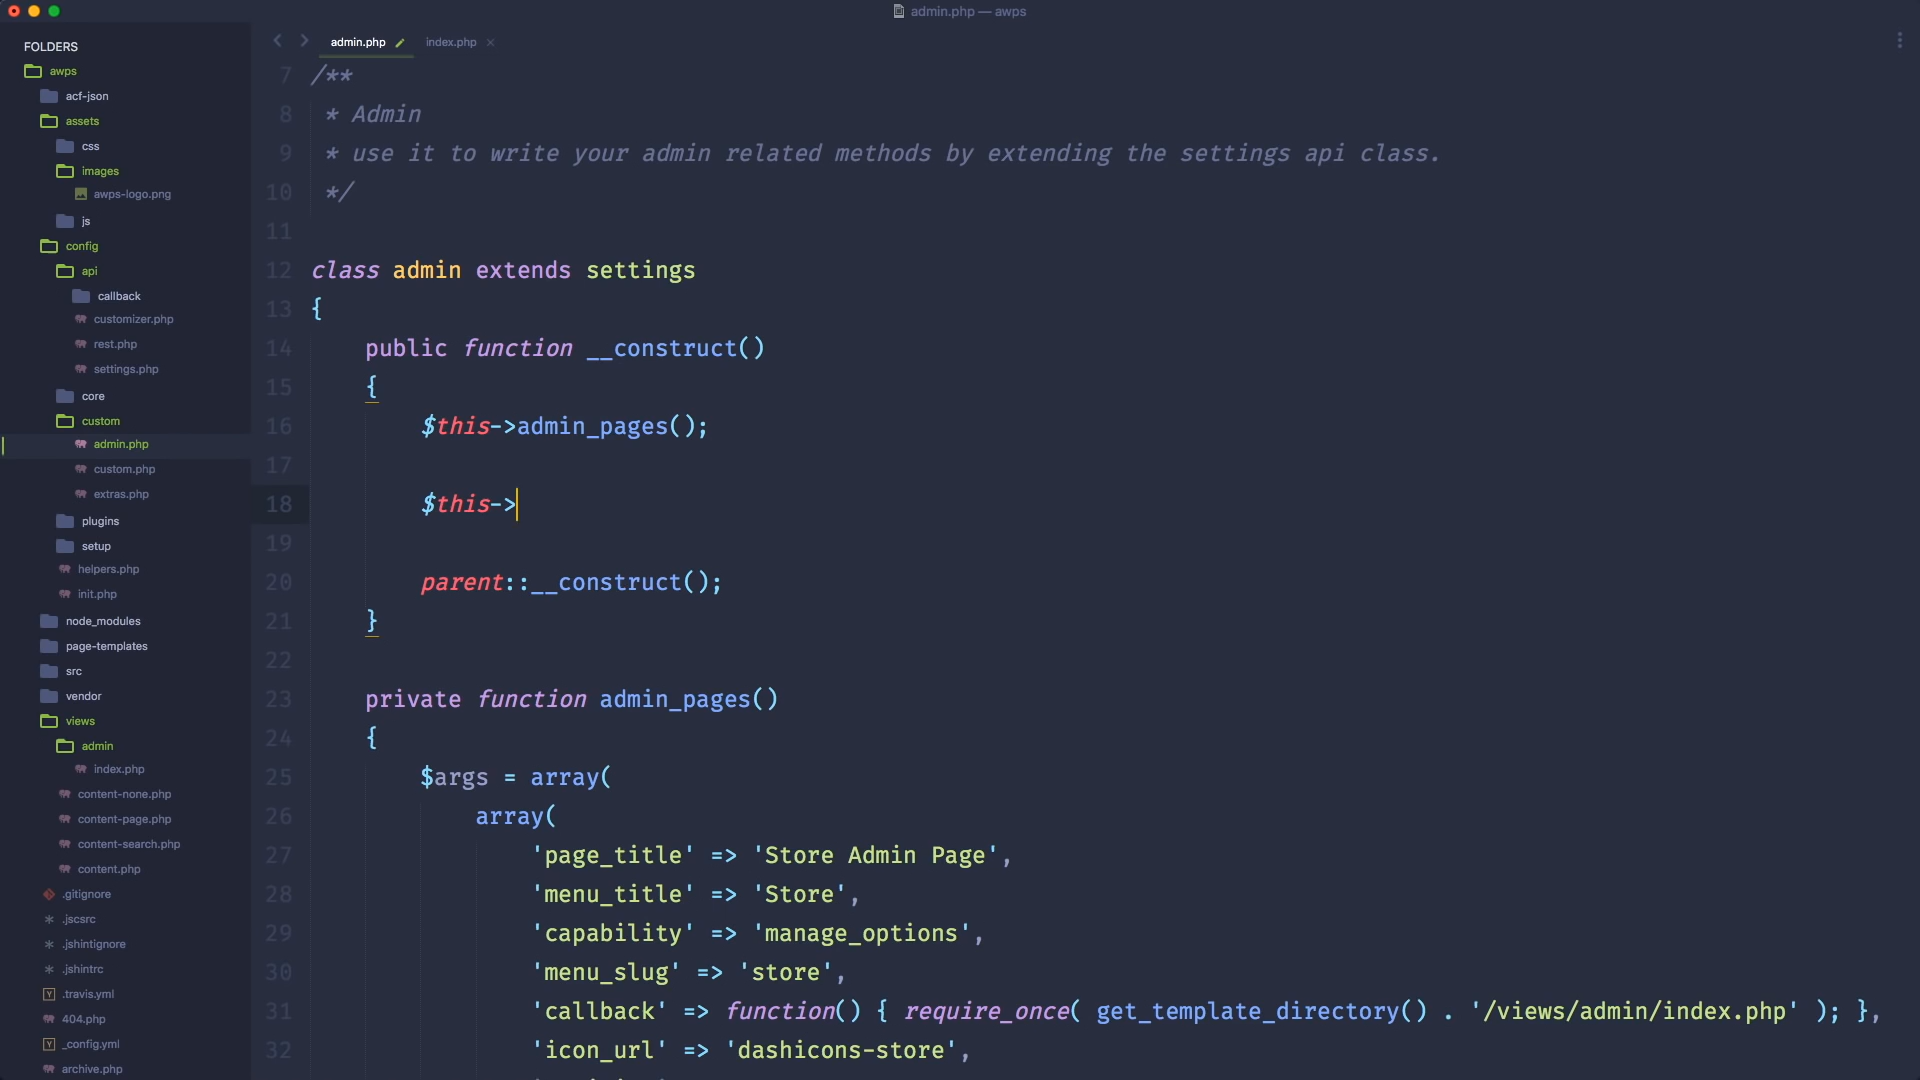 admin.php — awps
FOLDERS
awps
acf-json
assets
css
images
awps-logo.png
js
config
api
callback
customizer.php
rest.php
settings.php
core
custom
admin.php
custom.php
extras.php
plugins
setup
helpers.php
init.php
node_modules
page-templates
src
vendor
views
admin
index.php
content-none.php
content-page.php
content-search.php
content.php
.gitignore
.jscsrc
.jshintignore
.jshintrc
.travis.yml
404.php
_config.yml
archive.php
admin.php index.php
7 /**
8 * Admin
9 * use it to write your admin related methods by extending the settings api class.
10 */
11
12 class admin extends settings
13 {
14 public function __construct()
15 {
16 $this->admin_pages();
17
18 $this->
19
20 parent::__construct();
21 }
22
23 private function admin_pages()
24 {
25 $args = array(
26 array(
27 'page_title' => 'Store Admin Page',
28 'menu_title' => 'Store',
29 'capability' => 'manage_options',
30 'menu_slug' => 'store',
31 'callback' => function() { require_once( get_template_directory() . '/views/admin/index.php' ); },
32 'icon_url' => 'dashicons-store',